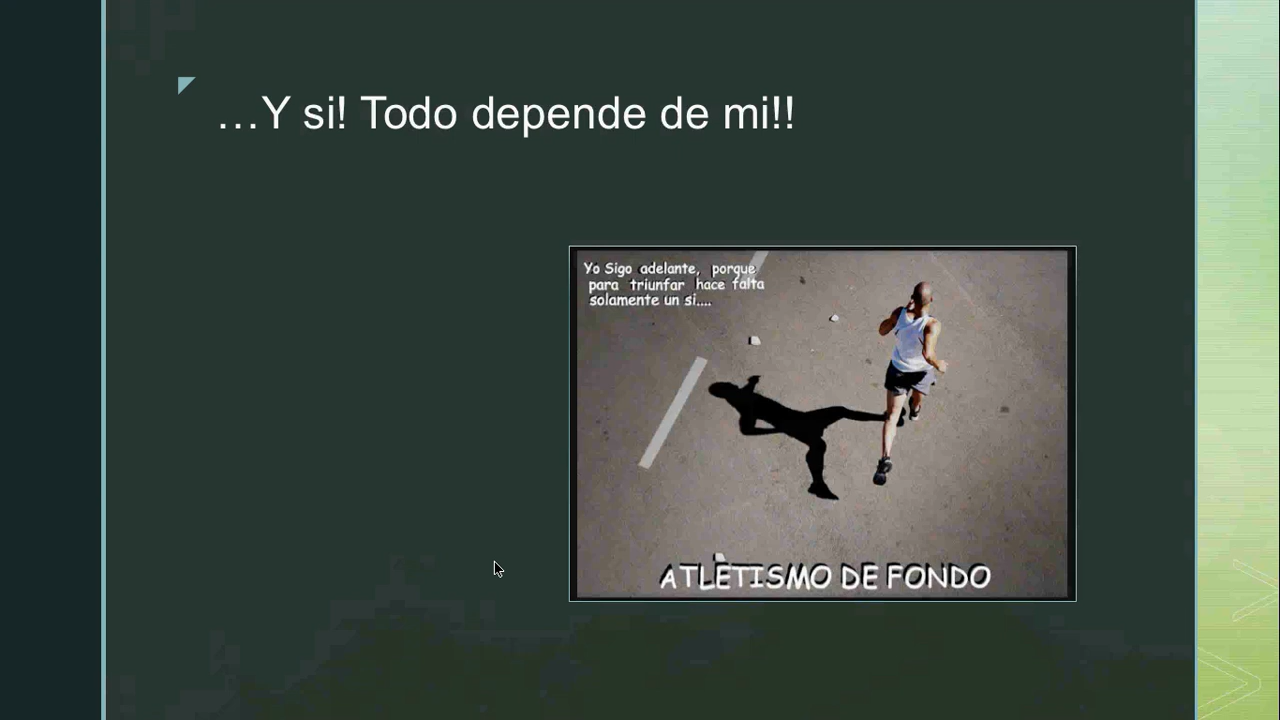 …Y si! Todo depende de mi!!
Yo Sigo adelante, porque
para triunfar hace falta
solamente un si....
ATLETISMO DE FONDO